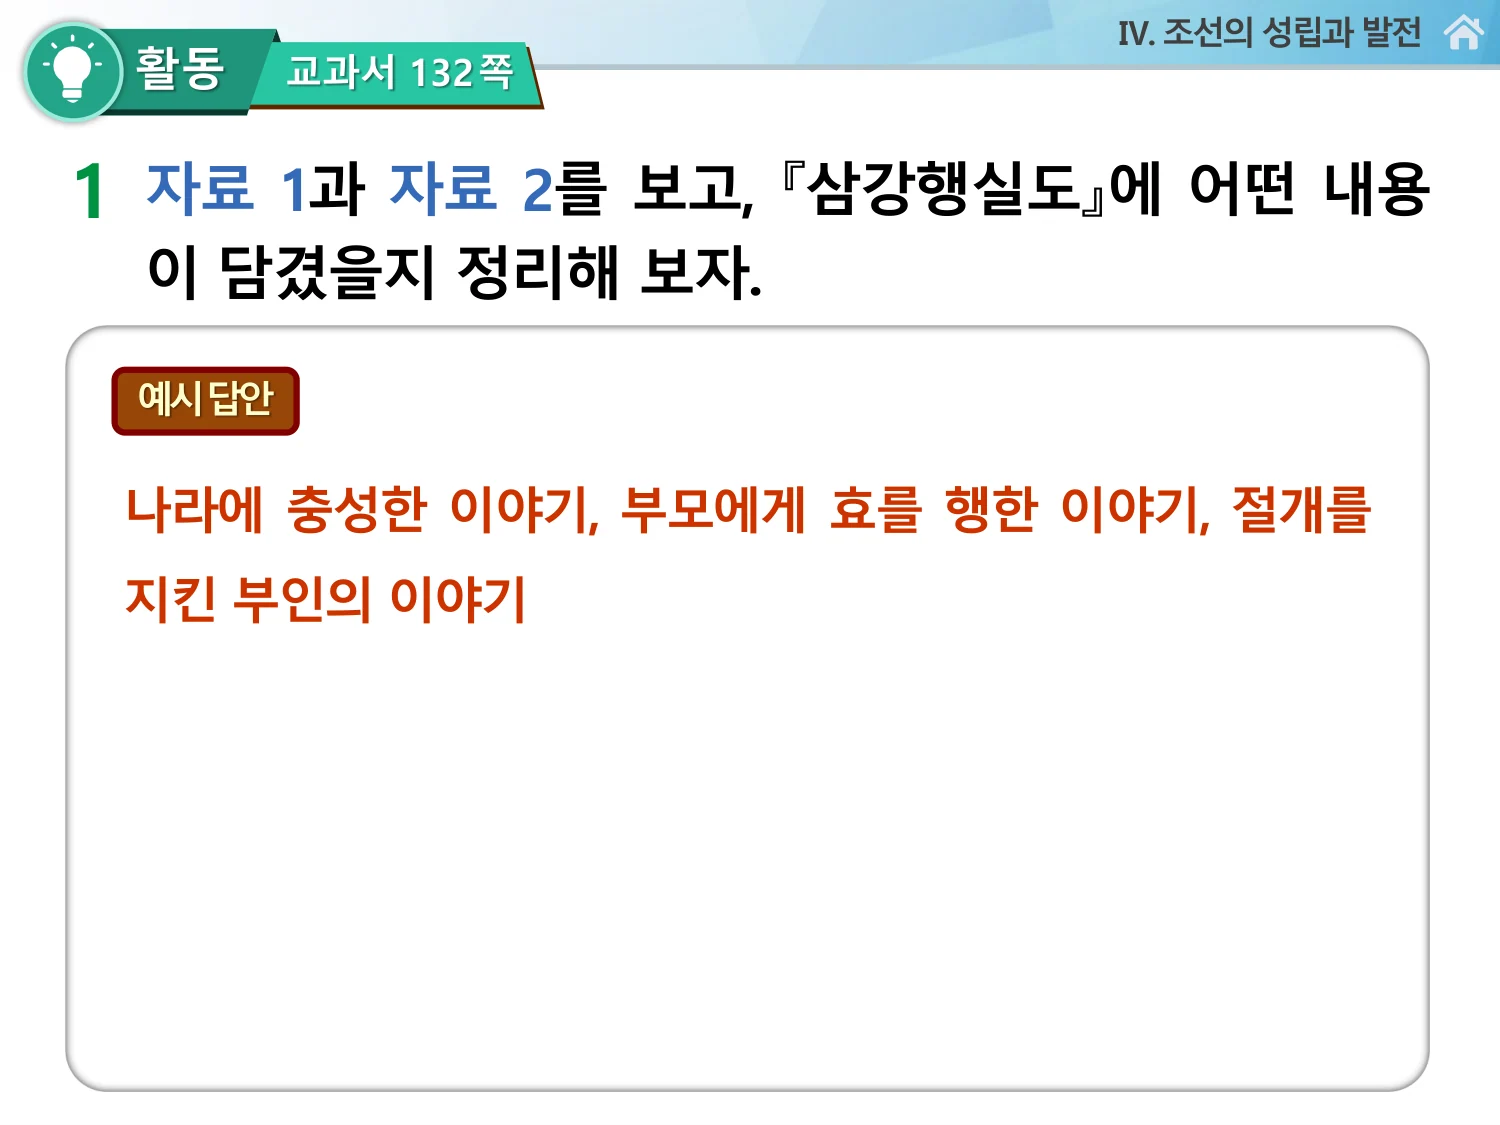 IV. 조선의 성립과 발전
활동 교과서 132쪽
1 자료 1과 자료 2를 보고, 『삼강행실도』에 어떤 내용
이 담겼을지 정리해 보자.
예시 답안
나라에 충성한 이야기, 부모에게 효를 행한 이야기, 절개를
지킨 부인의 이야기